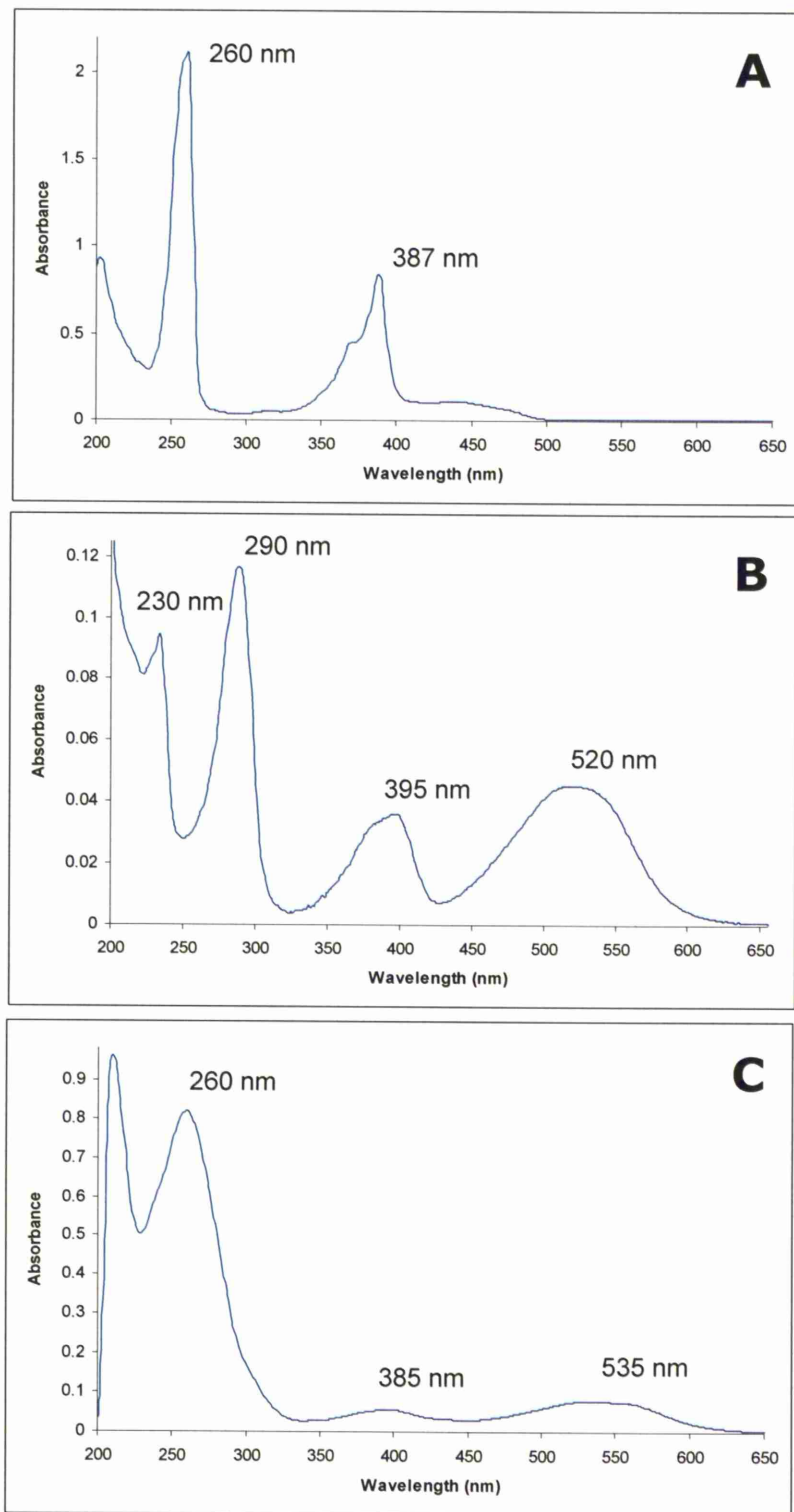 A
260 nm
387 nm
2
1.5
1
0.5
0
Absorbance
200 250 300 350 400 450 500 550 600 650
Wavelength (nm)
B
290 nm
230 nm
520 nm
395 nm
0.12
0.1
0.08
0.06
0.04
0.02
0
Absorbance
200 250 300 350 400 450 500 550 600 650
Wavelength (nm)
C
260 nm
535 nm
385 nm
0.9
0.8
0.7
0.6
0.5
0.4
0.3
0.2
0.1
0
Absorbance
200 250 300 350 400 450 500 550 600 650
Wavelength (nm)